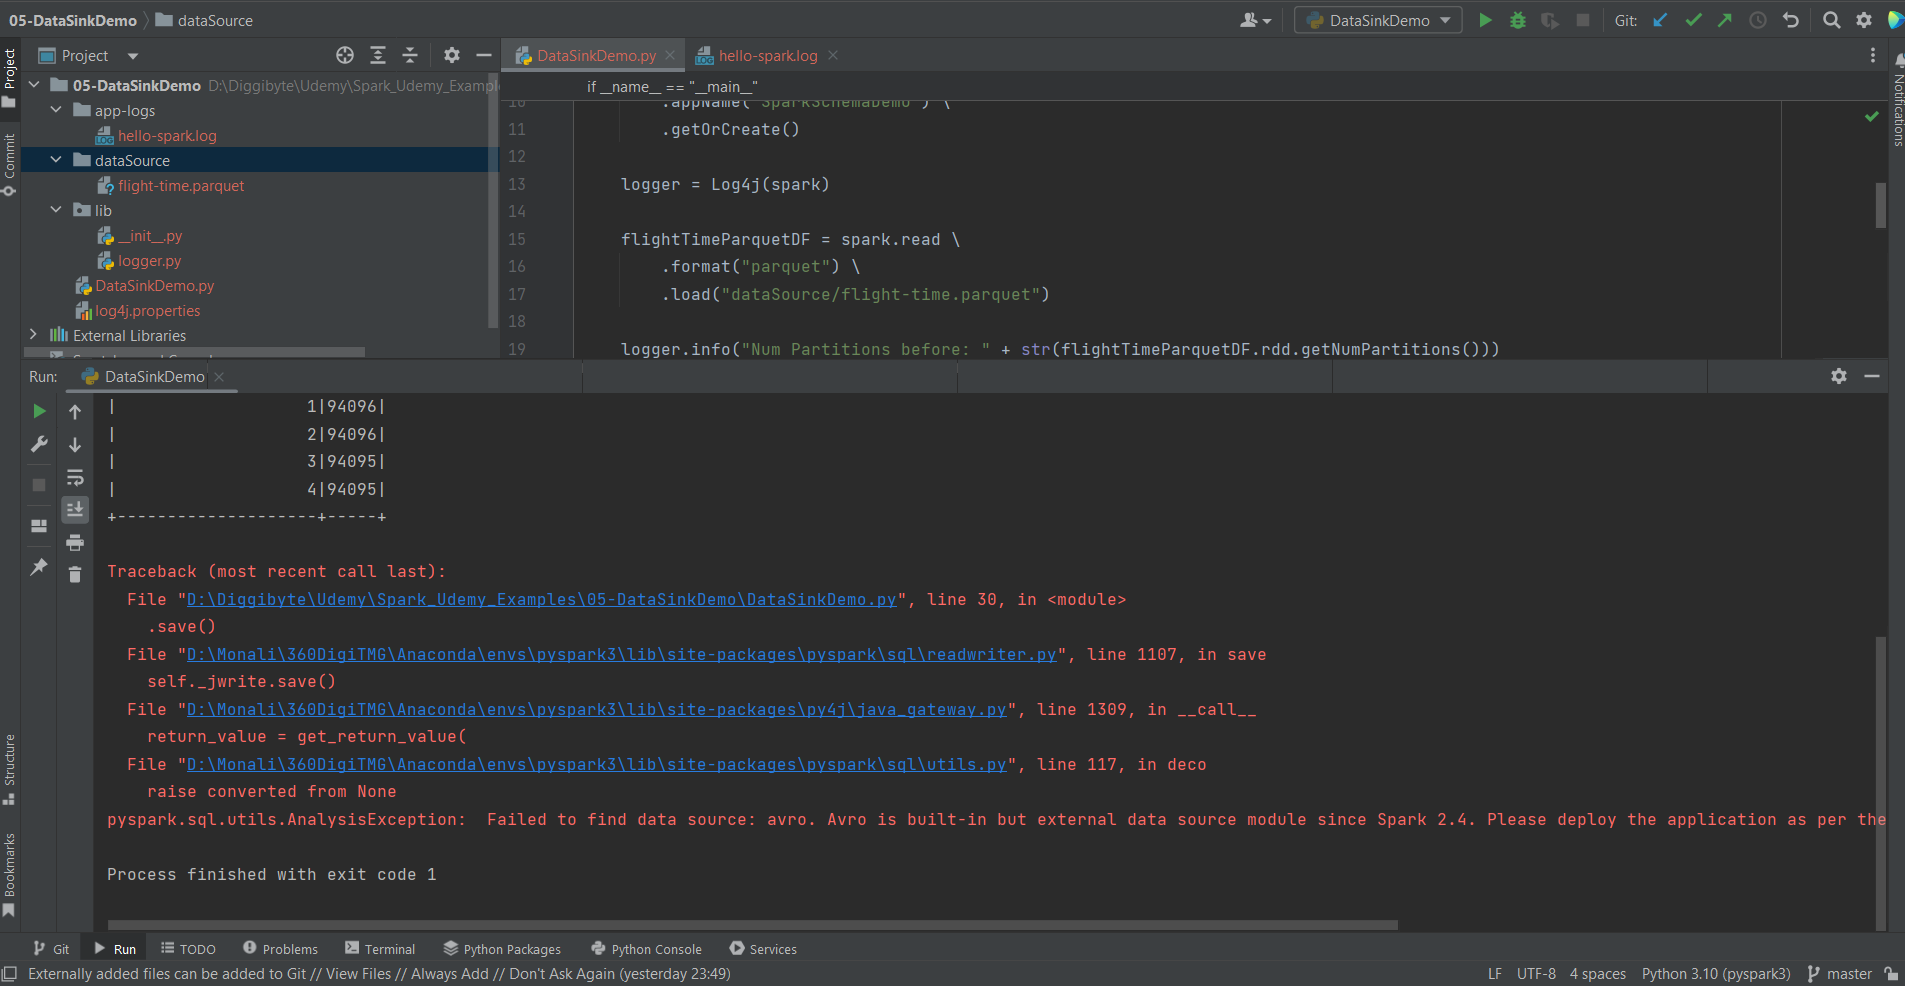 05-DataSinkDemo
dataSource
DataSinkDemo
Git:
Project
Project
DataSinkDemo.py
hello-spark.log
Notifications
05-DataSinkDemo D:\Diggibyte\Udemy\Spark_Udemy_Exampl
if __name__ == "__main__"
app-logs
hello-spark.log
Commit
dataSource
flight-time.parquet
lib
__init__.py
logger.py
DataSinkDemo.py
log4j.properties
External Libraries
10 .appName("SparkSchemaDemo") \
11 .getOrCreate()
12
13 logger = Log4j(spark)
14
15 flightTimeParquetDF = spark.read \
16 .format("parquet") \
17 .load("dataSource/flight-time.parquet")
18
19 logger.info("Num Partitions before: " + str(flightTimeParquetDF.rdd.getNumPartitions()))
Run: DataSinkDemo
| 1|94096|
| 2|94096|
| 3|94095|
| 4|94095|
+--------------------+-----+
Traceback (most recent call last):
File "D:\Diggibyte\Udemy\Spark_Udemy_Examples\05-DataSinkDemo\DataSinkDemo.py", line 30, in <module>
.save()
File "D:\Monali\360DigiTMG\Anaconda\envs\pyspark3\lib\site-packages\pyspark\sql\readwriter.py", line 1107, in save
self._jwrite.save()
File "D:\Monali\360DigiTMG\Anaconda\envs\pyspark3\lib\site-packages\py4j\java_gateway.py", line 1309, in __call__
return_value = get_return_value(
File "D:\Monali\360DigiTMG\Anaconda\envs\pyspark3\lib\site-packages\pyspark\sql\utils.py", line 117, in deco
raise converted from None
pyspark.sql.utils.AnalysisException:  Failed to find data source: avro. Avro is built-in but external data source module since Spark 2.4. Please deploy the application as per the
Process finished with exit code 1
Structure
Bookmarks
Git
Run
TODO
Problems
Terminal
Python Packages
Python Console
Services
Externally added files can be added to Git // View Files // Always Add // Don't Ask Again (yesterday 23:49)
LF UTF-8 4 spaces Python 3.10 (pyspark3) master